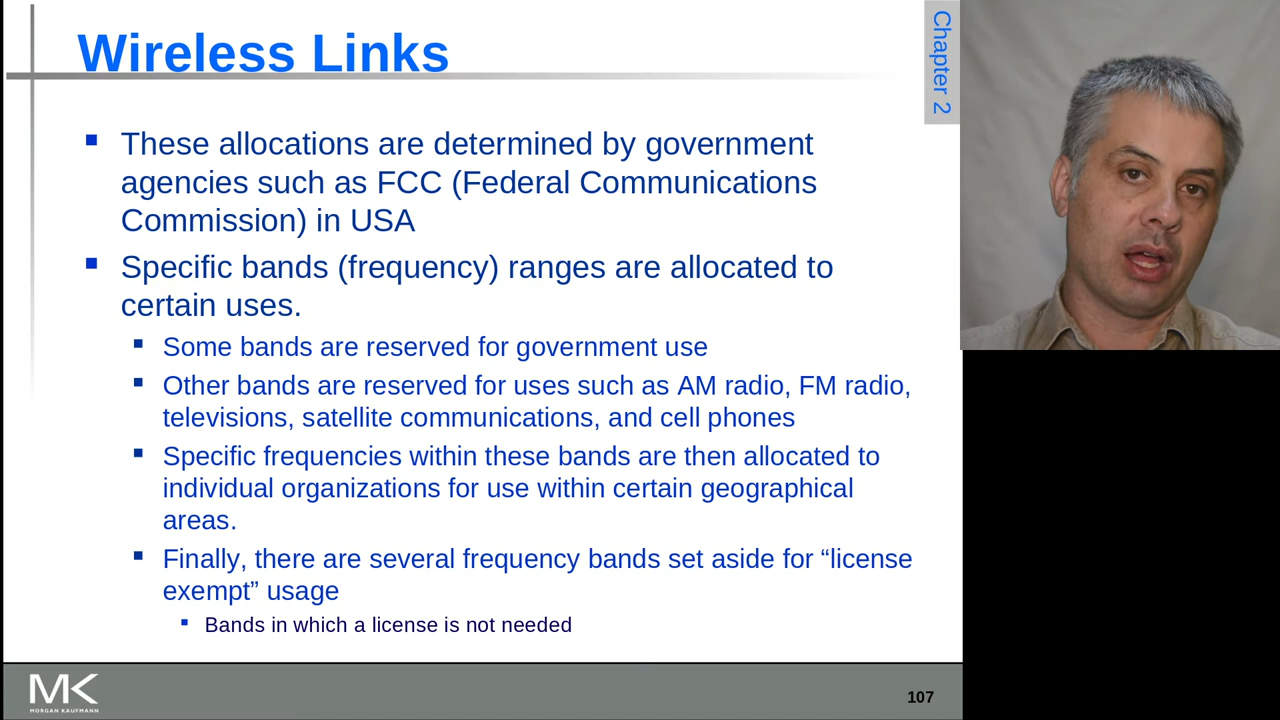 Wireless Links
Chapter 2
These allocations are determined by government
agencies such as FCC (Federal Communications
Commission) in USA
Specific bands (frequency) ranges are allocated to
certain uses.
Some bands are reserved for government use
Other bands are reserved for uses such as AM radio, FM radio,
televisions, satellite communications, and cell phones
Specific frequencies within these bands are then allocated to
individual organizations for use within certain geographical
areas.
Finally, there are several frequency bands set aside for “license
exempt” usage
Bands in which a license is not needed
MK
MORGAN KAUFMANN
107